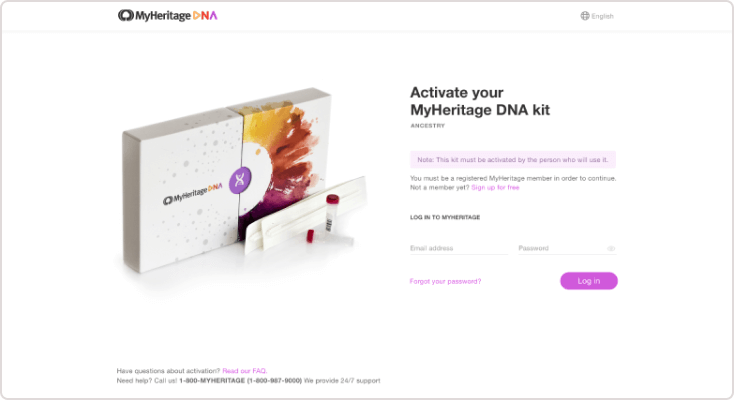 MyHeritage DNA
English
Activate your
MyHeritage DNA kit
ANCESTRY
Note: This kit must be activated by the person who will use it.
You must be a registered MyHeritage member in order to continue.
Not a member yet? Sign up for free
MyHeritage DNA
LOG IN TO MYHERITAGE
Email address
Password
Forgot your password?
Log in
Have questions about activation? Read our FAQ.
Need help? Call us! 1-800-MYHERITAGE (1-800-987-9000) We provide 24/7 support